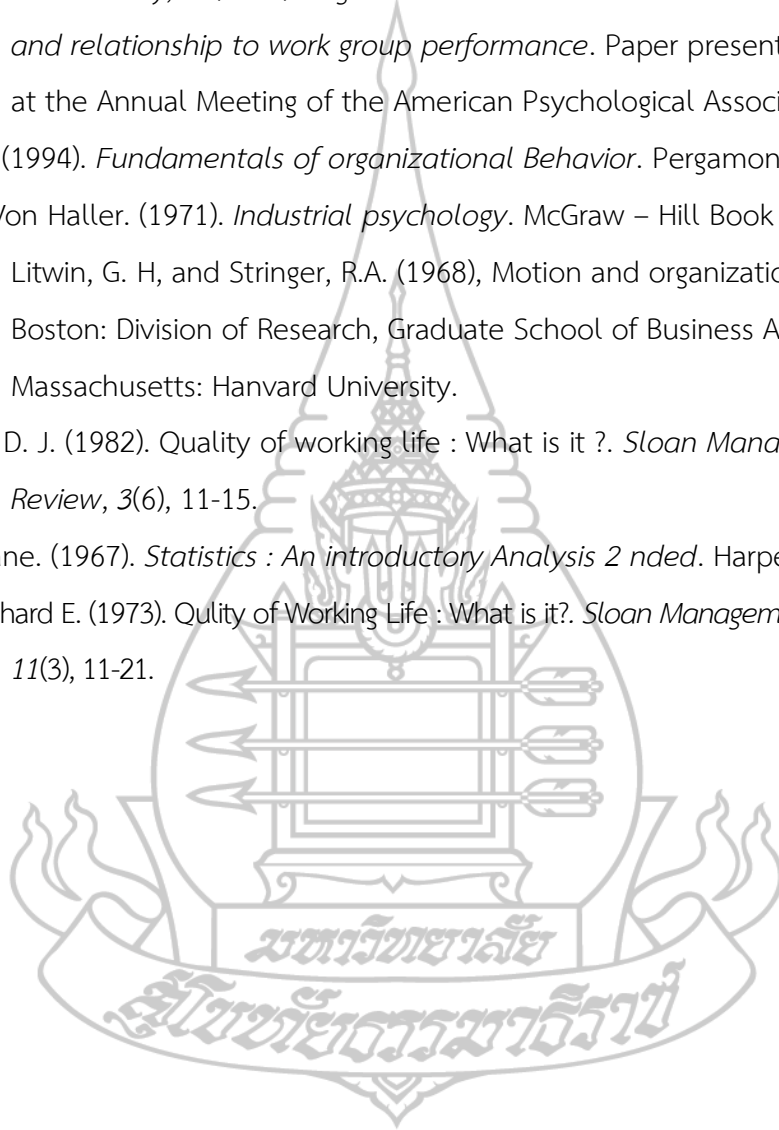 and relationship to work group performance. Paper present
at the Annual Meeting of the American Psychological Associ
(1994). Fundamentals of organizational Behavior. Pergamon
Von Haller. (1971). Industrial psychology. McGraw – Hill Book
Litwin, G. H, and Stringer, R.A. (1968), Motion and organizatio
Boston: Division of Research, Graduate School of Business A
Massachusetts: Hanvard University.
D. J. (1982). Quality of working life : What is it ?. Sloan Mana
Review, 3(6), 11-15.
ne. (1967). Statistics : An introductory Analysis 2 nded. Harpe
hard E. (1973). Qulity of Working Life : What is it?. Sloan Managem
11(3), 11-21.
มหาวิทยาลัย
สุโขทัยธรรมาธิราช